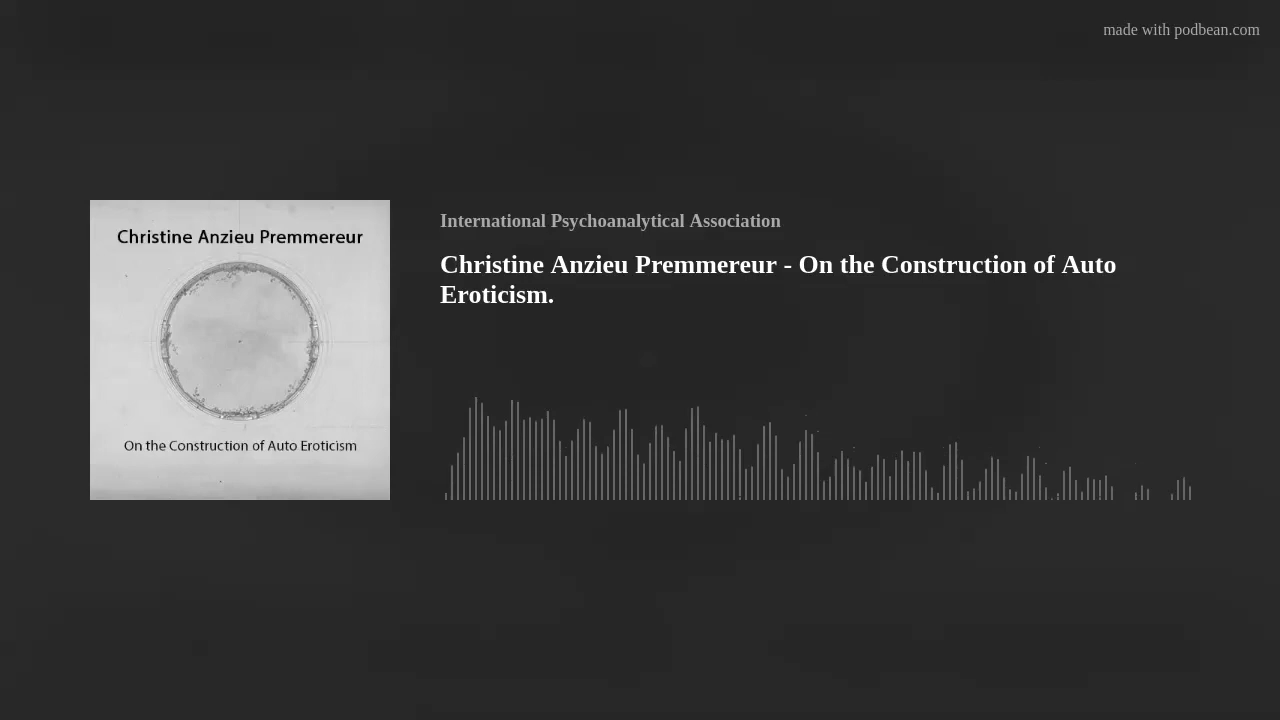 made with podbean.com
Christine Anzieu Premmereur
On the Construction of Auto Eroticism
International Psychoanalytical Association
Christine Anzieu Premmereur - On the Construction of Auto
Eroticism.